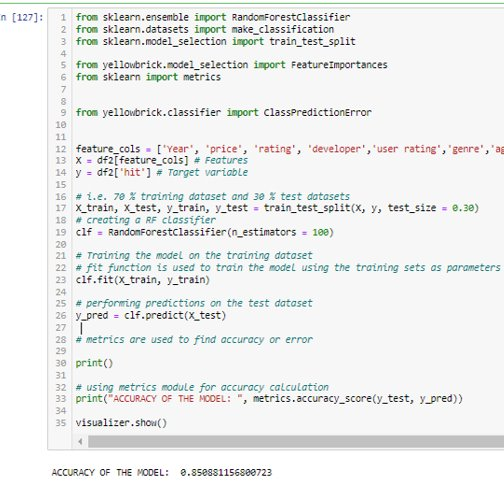 n [127]:
1 from sklearn.ensemble import RandomForestClassifier
2 from sklearn.datasets import make_classification
3 from sklearn.model_selection import train_test_split
4
5 from yellowbrick.model_selection import FeatureImportances
6 from sklearn import metrics
7
8
9 from yellowbrick.classifier import ClassPredictionError
10
11
12 feature_cols = ['Year', 'price', 'rating', 'developer','user rating','genre','ag
13 X = df2[feature_cols] # Features
14 y = df2['hit'] # Target variable
15
16 # i.e. 70 % training dataset and 30 % test datasets
17 X_train, X_test, y_train, y_test = train_test_split(X, y, test_size = 0.30)
18 # creating a RF classifier
19 clf = RandomForestClassifier(n_estimators = 100)
20
21 # Training the model on the training dataset
22 # fit function is used to train the model using the training sets as parameters
23 clf.fit(X_train, y_train)
24
25 # performing predictions on the test dataset
26 y_pred = clf.predict(X_test)
27
28 # metrics are used to find accuracy or error
29
30 print()
31
32 # using metrics module for accuracy calculation
33 print("ACCURACY OF THE MODEL: ", metrics.accuracy_score(y_test, y_pred))
34
35 visualizer.show()
ACCURACY OF THE MODEL:  0.850881156800723